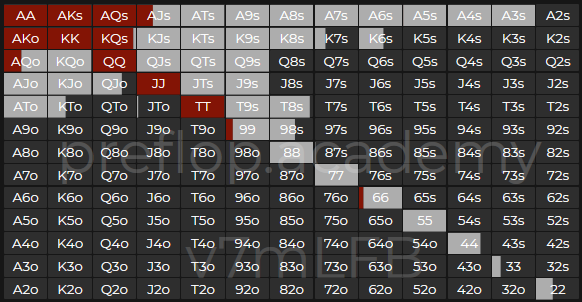 AA AKs AQs AJs ATs A9s A8s A7s A6s A5s A4s A3s A2s
AKo KK KQs KJs KTs K9s K8s K7s K6s K5s K4s K3s K2s
AQo KQo QQ QJs QTs Q9s Q8s Q7s Q6s Q5s Q4s Q3s Q2s
AJo KJo QJo JJ JTs J9s J8s J7s J6s J5s J4s J3s J2s
ATo KTo QTo JTo TT T9s T8s T7s T6s T5s T4s T3s T2s
A9o K9o Q9o J9o T9o 99 98s 97s 96s 95s 94s 93s 92s
A8o K8o Q8o J8o T8o 98o 88 87s 86s 85s 84s 83s 82s
preflop.academy
A7o K7o Q7o J7o T7o 97o 87o 77 76s 75s 74s 73s 72s
A6o K6o Q6o J6o T6o 96o 86o 76o 66 65s 64s 63s 62s
A5o K5o Q5o J5o T5o 95o 85o 75o 65o 55 54s 53s 52s
A4o K4o Q4o J4o T4o 94o 84o 74o 64o 54o 44 43s 42s
v7mLFB
A3o K3o Q3o J3o T3o 93o 83o 73o 63o 53o 43o 33 32s
A2o K2o Q2o J2o T2o 92o 82o 72o 62o 52o 42o 32o 22